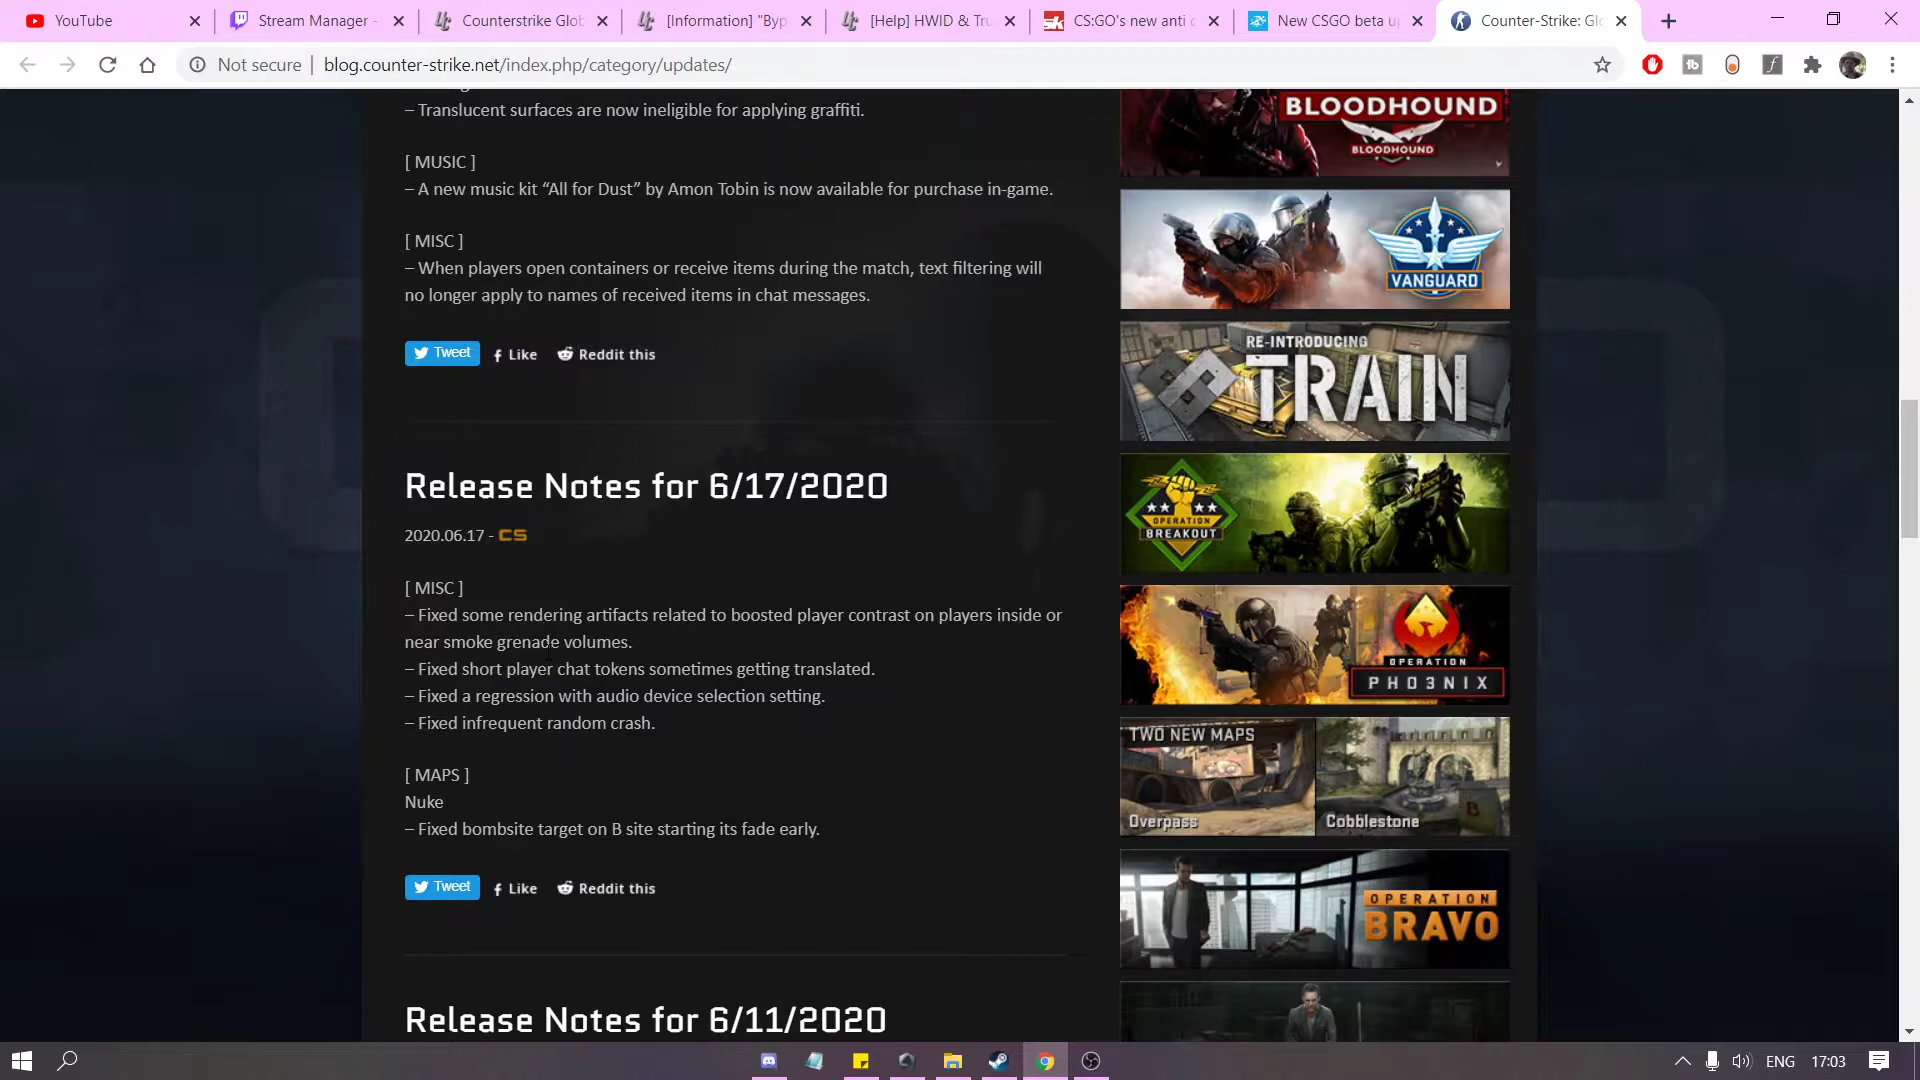 YouTube
Stream Manager -
Counterstrike Glob
[Information] "Byp
[Help] HWID & Tru
CS:GO's new anti c
New CSGO beta u
Counter-Strike: Glo
Not secure
blog.counter-strike.net/index.php/category/updates/
– Translucent surfaces are now ineligible for applying graffiti.
[ MUSIC ]
– A new music kit “All for Dust” by Amon Tobin is now available for purchase in-game.
[ MISC ]
– When players open containers or receive items during the match, text filtering will
no longer apply to names of received items in chat messages.
Tweet
Like
Reddit this
Release Notes for 6/17/2020
2020.06.17 - CS
[ MISC ]
– Fixed some rendering artifacts related to boosted player contrast on players inside or
near smoke grenade volumes.
– Fixed short player chat tokens sometimes getting translated.
– Fixed a regression with audio device selection setting.
– Fixed infrequent random crash.
[ MAPS ]
Nuke
– Fixed bombsite target on B site starting its fade early.
Tweet
Like
Reddit this
Release Notes for 6/11/2020
BLOODHOUND
BLOODHOUND
VANGUARD
RE-INTRODUCING
TRAIN
OPERATION
BREAKOUT
OPERATION
PHO3NIX
TWO NEW MAPS
Overpass
Cobblestone
OPERATION
BRAVO
ENG
17:03